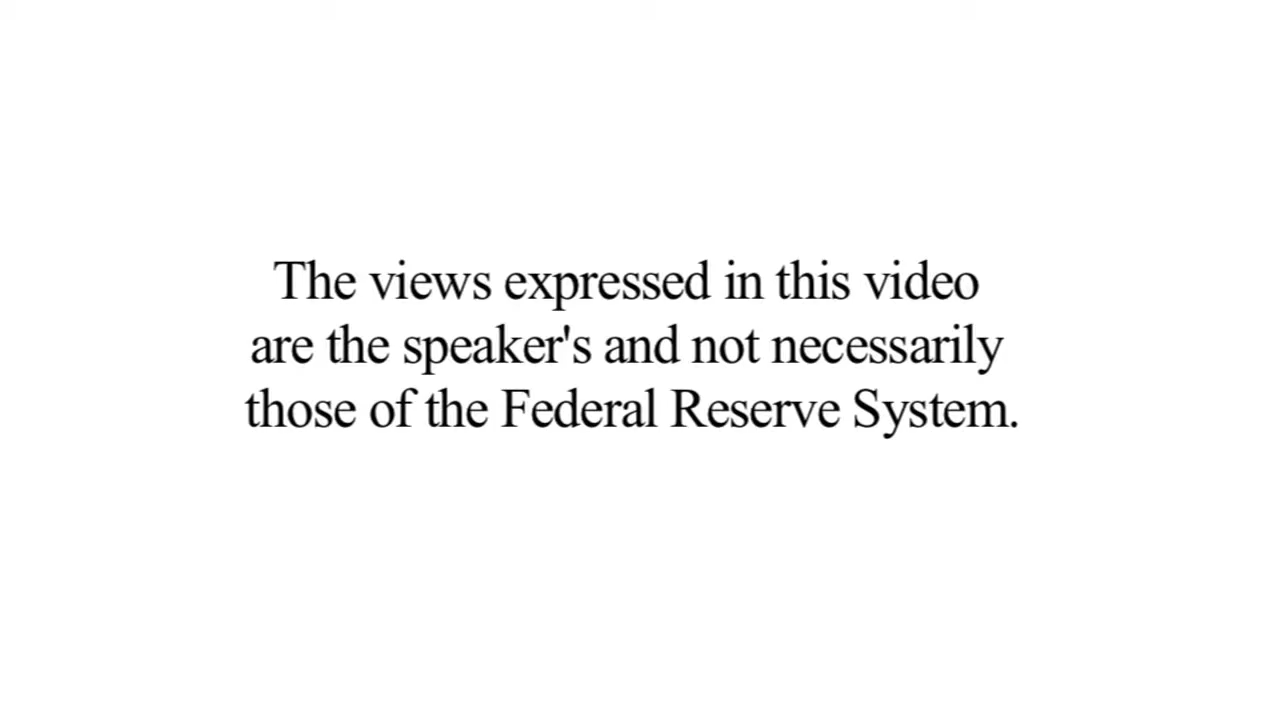 The views expressed in this video
are the speaker's and not necessarily
those of the Federal Reserve System.